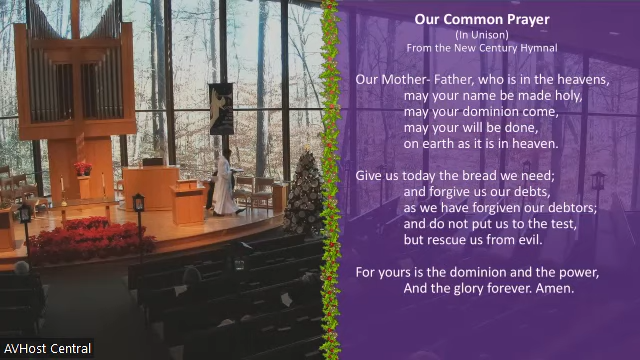 Our Common Prayer
(In Unison)
From the New Century Hymnal
Our Mother- Father, who is in the heavens,
may your name be made holy,
may your dominion come,
may your will be done,
on earth as it is in heaven.
Give us today the bread we need;
and forgive us our debts,
as we have forgiven our debtors;
and do not put us to the test,
but rescue us from evil.
For yours is the dominion and the power,
And the glory forever. Amen.
AVHost Central